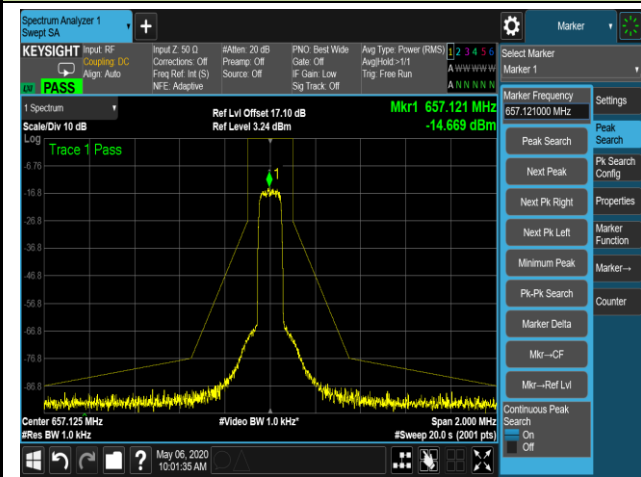 Spectrum Analyzer 1
Swept SA
Marker
KEYSIGHT
Input: RF
Coupling: DC
Align: Auto
Input Z: 50 Ω
Corrections: Off
Freq Ref: Int (S)
NFE: Adaptive
#Atten: 20 dB
Preamp: Off
Source: Off
PNO: Best Wide
Gate: Off
IF Gain: Low
Sig Track: Off
Avg Type: Power (RMS)
Avg|Hold:>1/1
Trig: Free Run
1 2 3 4 5 6
A W W W W W
A N N N N N
LW PASS
Select Marker
Marker 1
1 Spectrum
Scale/Div 10 dB
Ref Lvl Offset 17.10 dB
Ref Level 3.24 dBm
Mkr1 657.121 MHz
-14.669 dBm
Log
Trace 1 Pass
1
-6.76
-16.8
-26.8
-36.8
-46.8
-56.8
-66.8
-76.8
-86.8
Center 657.125 MHz
#Res BW 1.0 kHz
#Video BW 1.0 kHz*
Span 2.000 MHz
#Sweep 20.0 s (2001 pts)
Marker Frequency
657.121000 MHz
Peak Search
Next Peak
Next Pk Right
Next Pk Left
Minimum Peak
Pk-Pk Search
Marker Delta
Mkr→CF
Mkr→Ref Lvl
Continuous Peak
Search
On
Off
Settings
Peak
Search
Pk Search
Config
Properties
Marker
Function
Marker→
Counter
May 06, 2020
10:01:35 AM